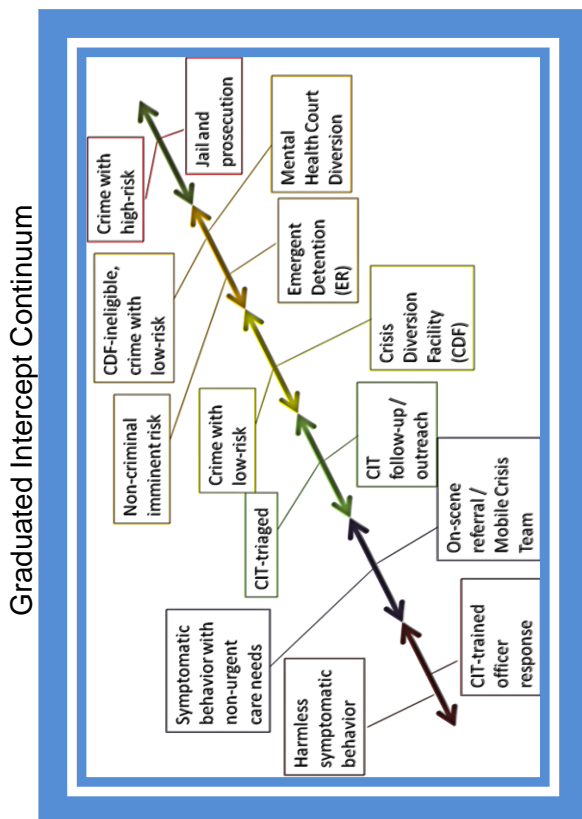 Graduated Intercept Continuum
Harmless
symptomatic
behavior
CIT-trained
officer
response
Symptomatic
behavior with
non-urgent
care needs
On-scene
referral /
Mobile Crisis
Team
CIT-triaged
CIT
follow-up /
outreach
Crime with
low-risk
Crisis
Diversion
Facility
(CDF)
Non-criminal
imminent risk
Emergent
Detention
(ER)
CDF-ineligible,
crime with
low-risk
Mental
Health Court
Diversion
Crime with
high-risk
Jail and
prosecution